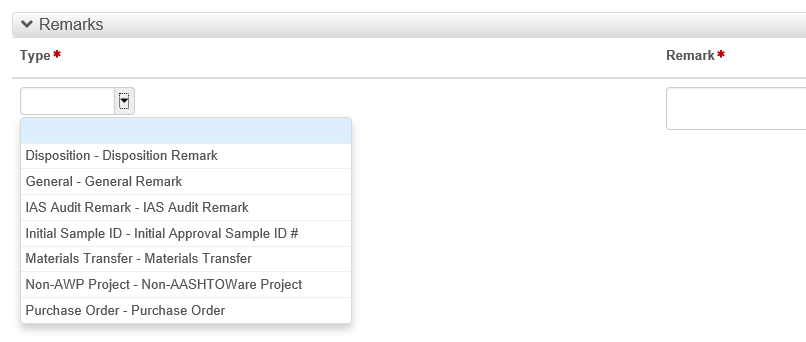 Remarks
Type* Remark*
Disposition - Disposition Remark
General - General Remark
IAS Audit Remark - IAS Audit Remark
Initial Sample ID - Initial Approval Sample ID #
Materials Transfer - Materials Transfer
Non-AWP Project - Non-AASHTOWare Project
Purchase Order - Purchase Order